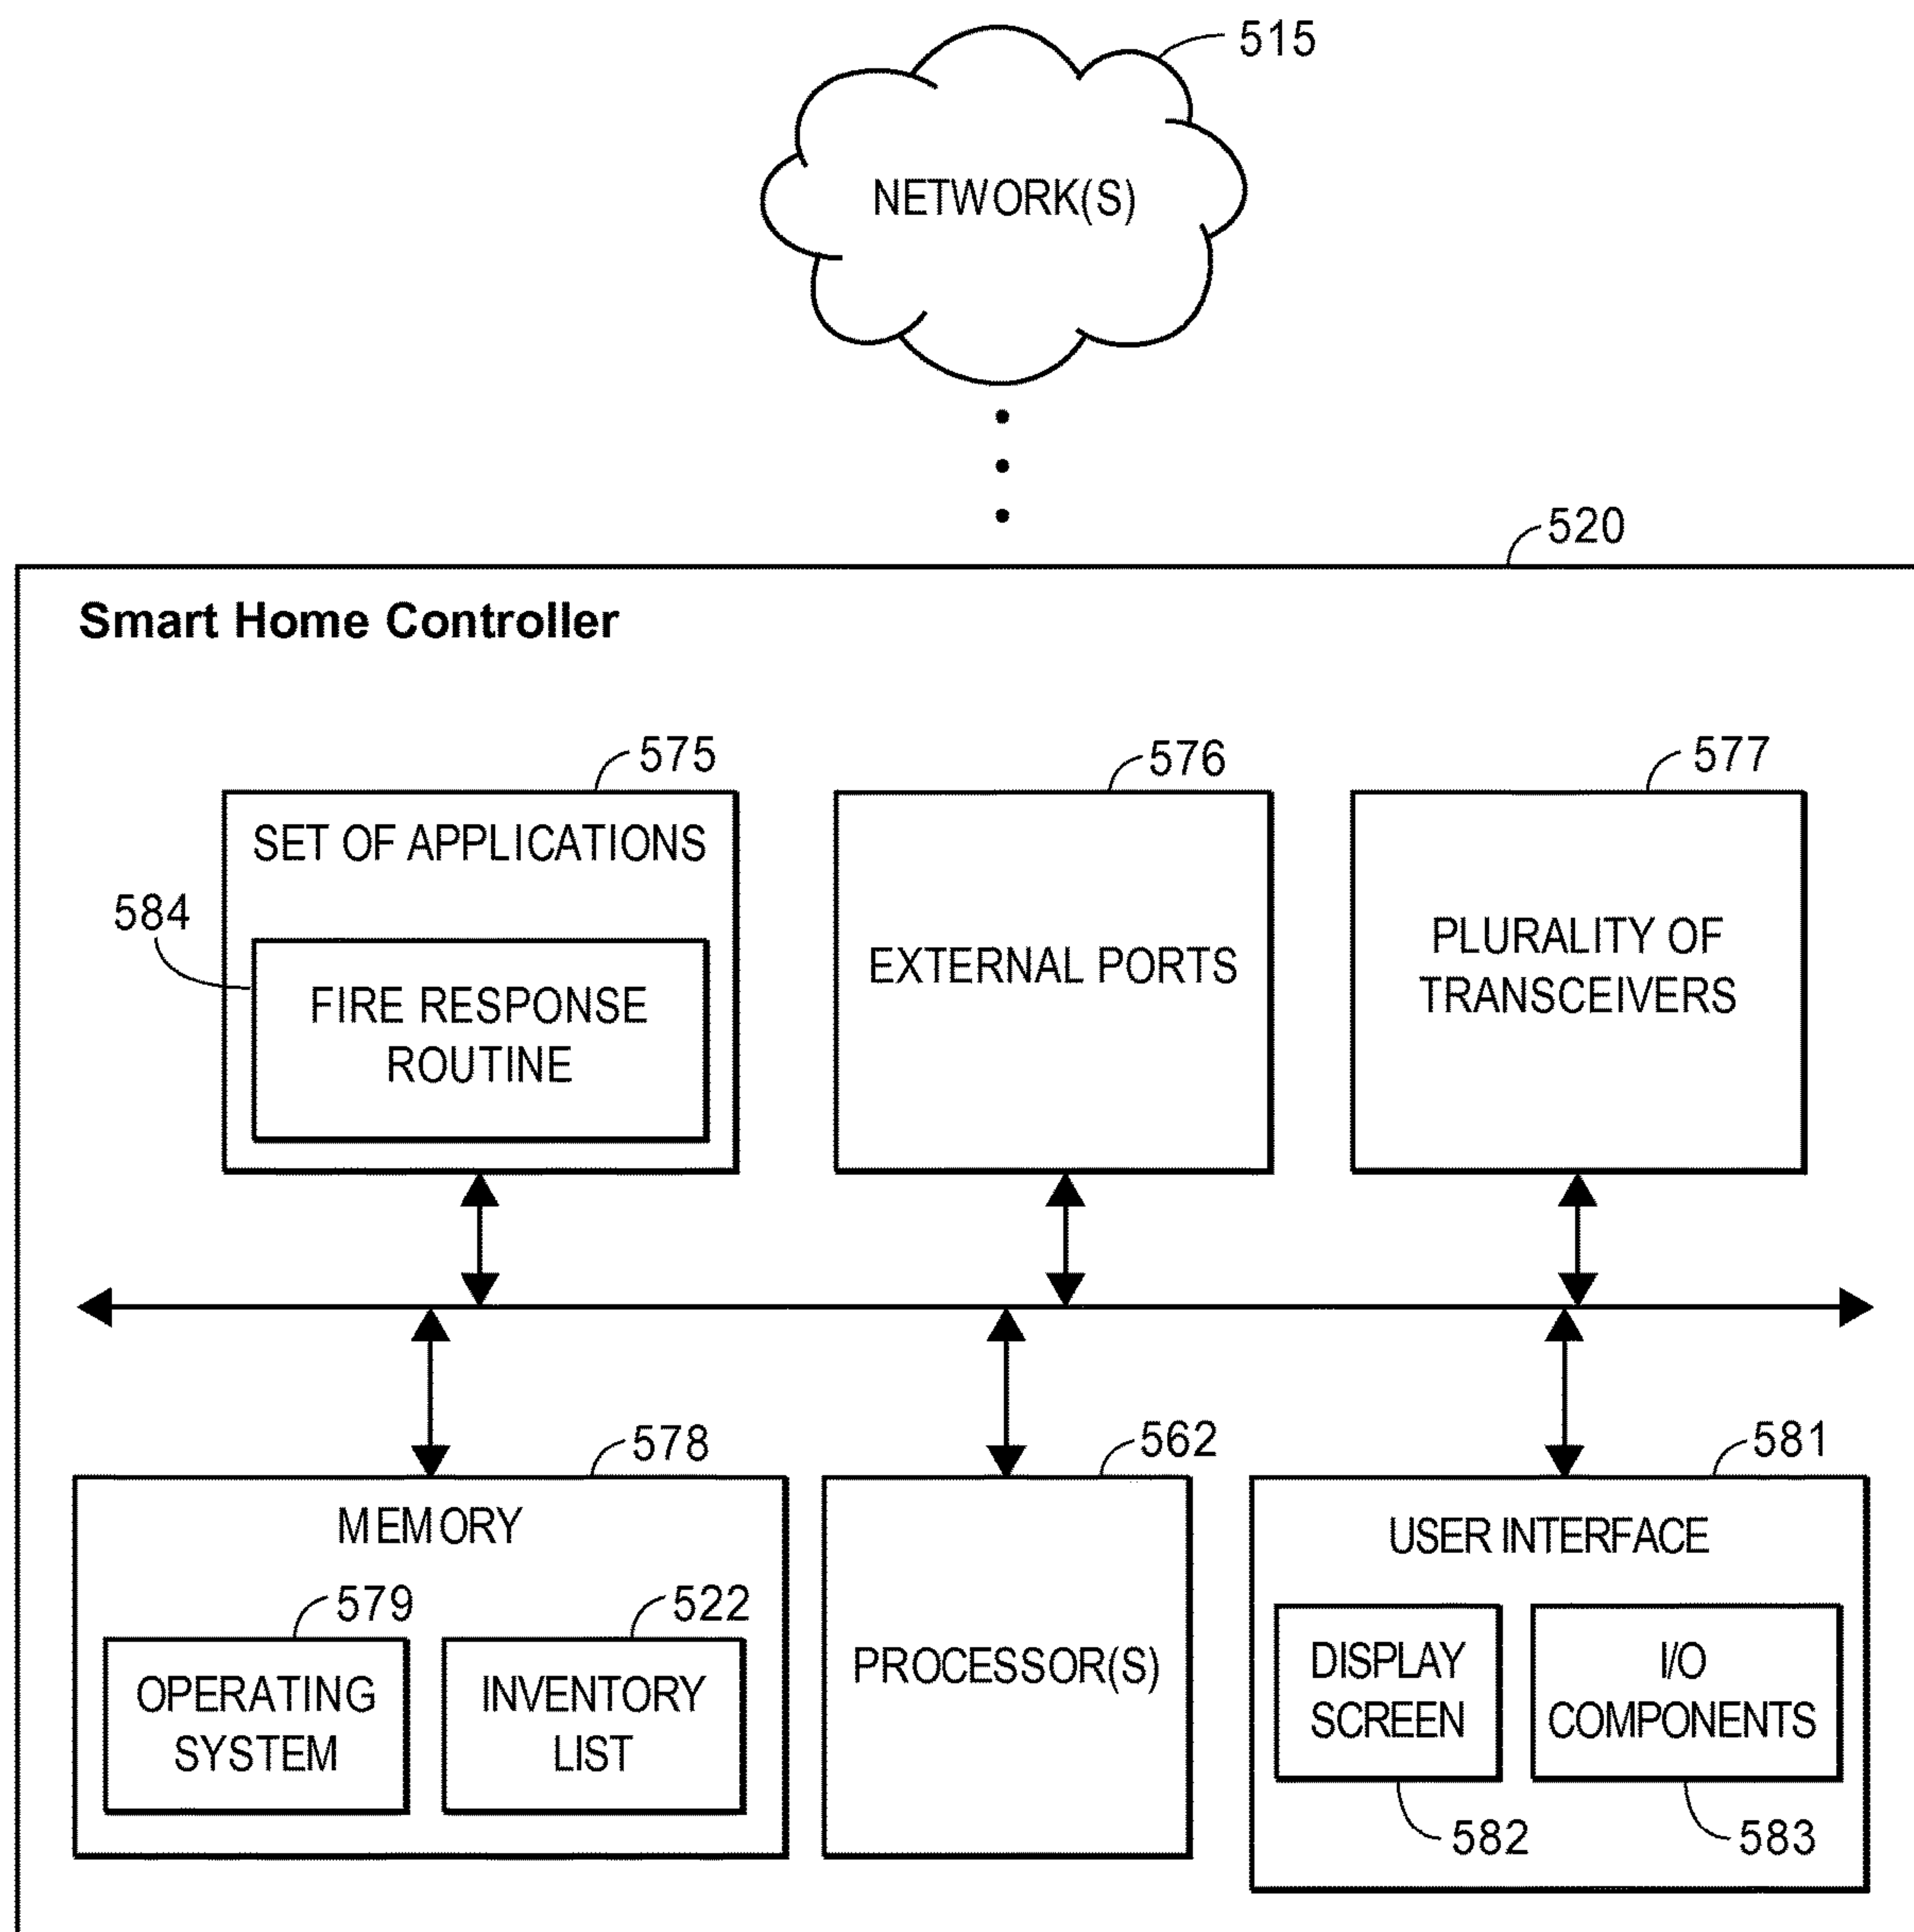 515
NETWORK(S)
520
Smart Home Controller
575
576
577
SET OF APPLICATIONS
584
FIRE RESPONSE
ROUTINE
EXTERNAL PORTS
PLURALITY OF
TRANSCEIVERS
578
562
581
MEMORY
579
522
OPERATING
SYSTEM
INVENTORY
LIST
PROCESSOR(S)
USER INTERFACE
DISPLAY
SCREEN
I/O
COMPONENTS
582
583